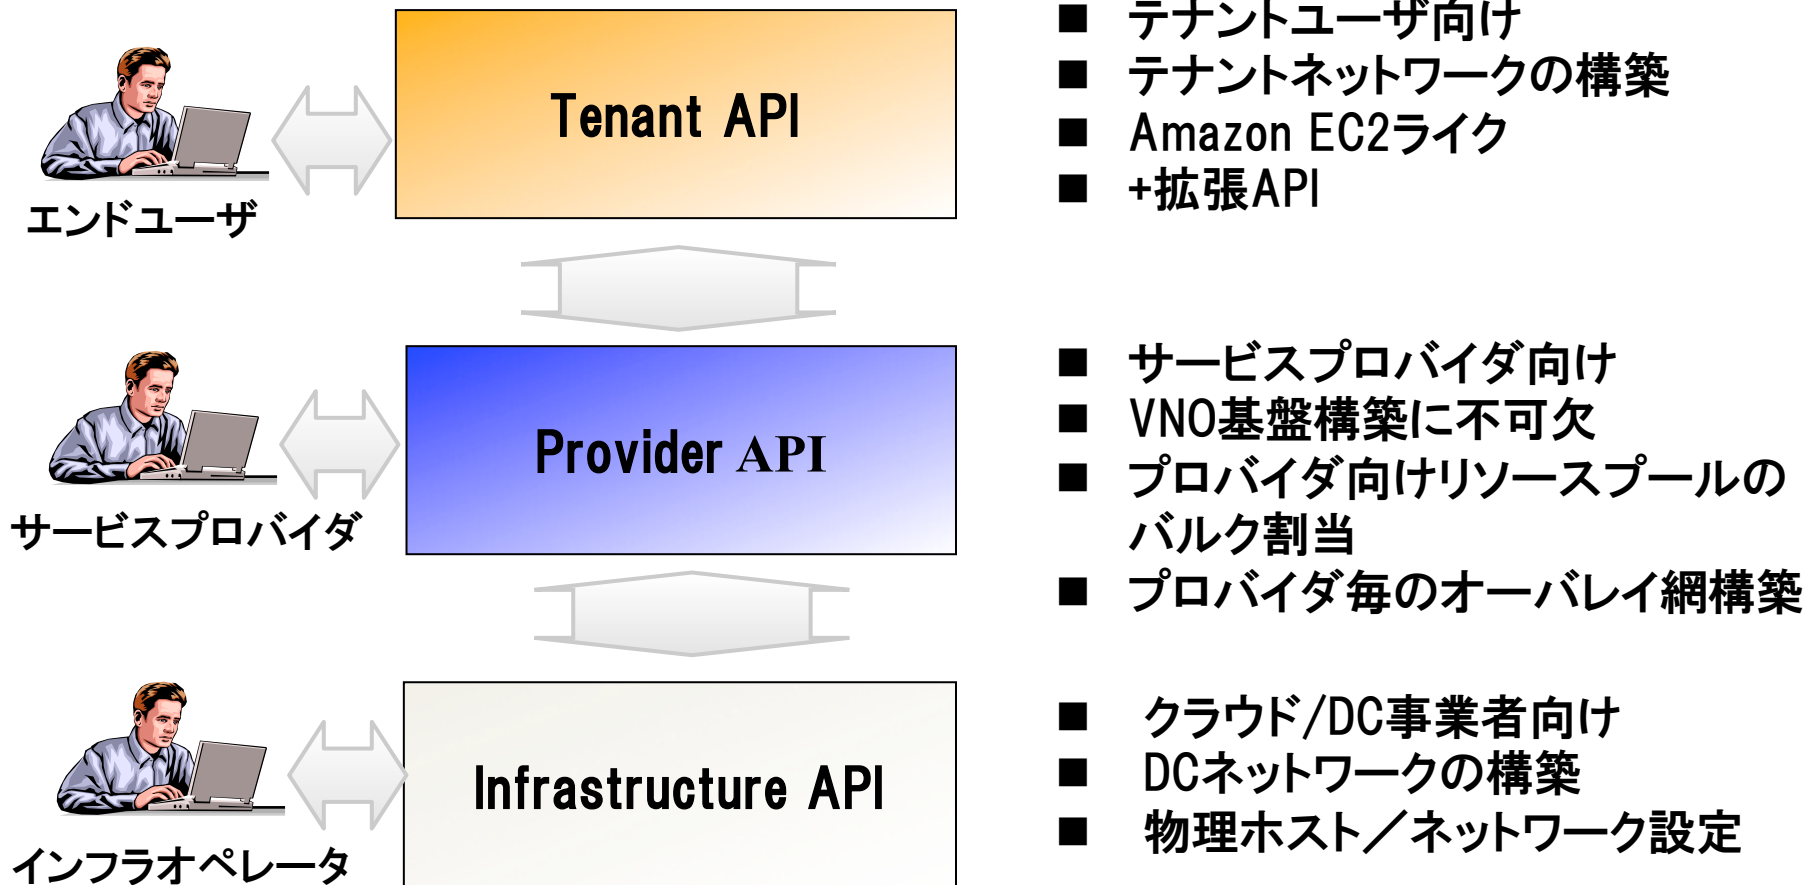 Tenant API
エンドユーザ
■ テナントユーザ向け
■ テナントネットワークの構築
■ Amazon EC2ライク
■ +拡張API
Provider API
サービスプロバイダ
■ サービスプロバイダ向け
■ VNO基盤構築に不可欠
■ プロバイダ向けリソースプールの
バルク割当
■ プロバイダ毎のオーバレイ網構築
Infrastructure API
インフラオペレータ
■ クラウド/DC事業者向け
■ DCネットワークの構築
■ 物理ホスト／ネットワーク設定